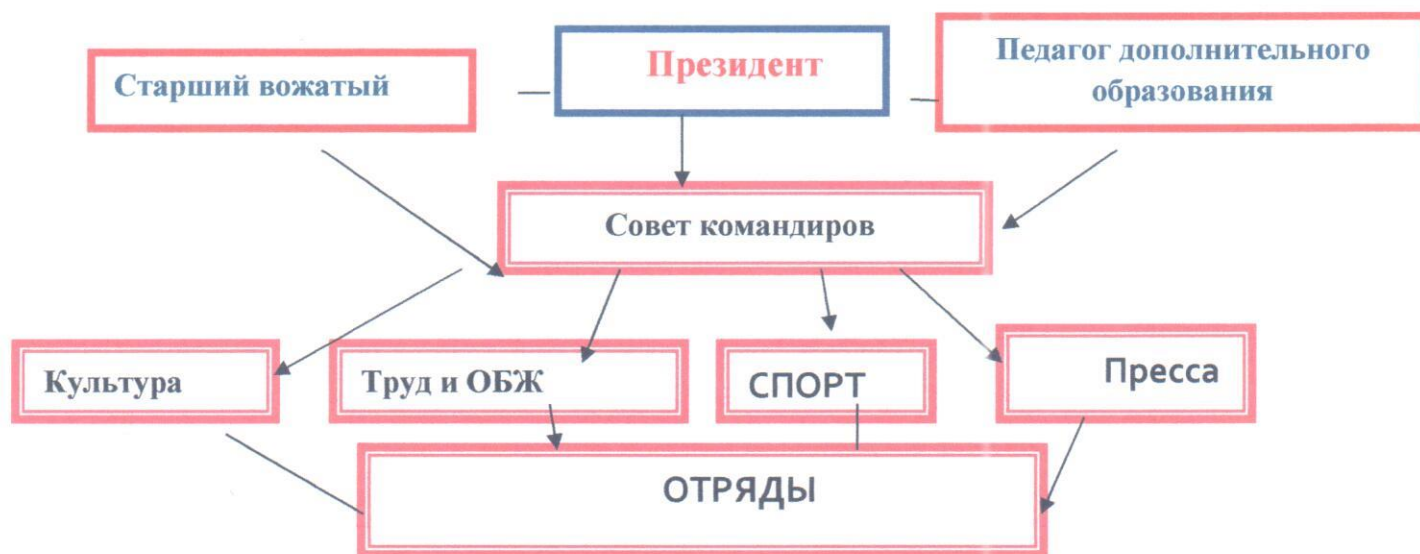 Старший вожатый
Президент
Педагог дополнительного
образования
Совет командиров
Культура
Труд и ОБЖ
СПОРТ
Пресса
ОТРЯДЫ